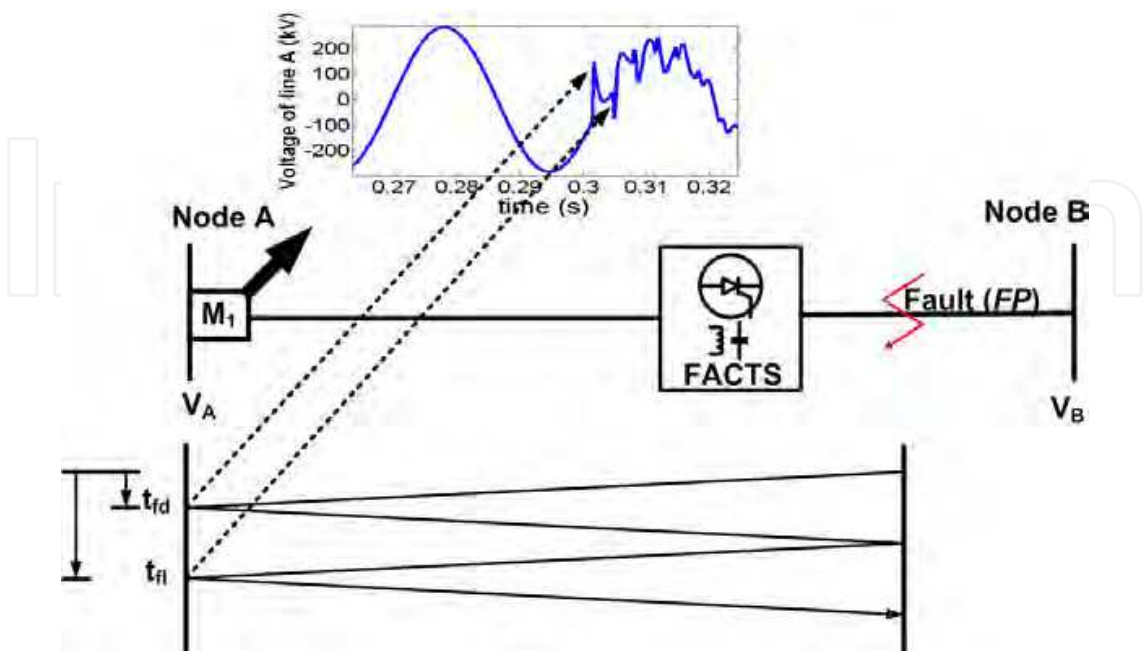 Voltage of line A (kV)
200
100
0
-100
-200
0.27 0.28 0.29 0.3 0.31 0.32
time (s)
Node A
Node B
M1
Fault (FP)
FACTS
VA
VB
tfd
tfl